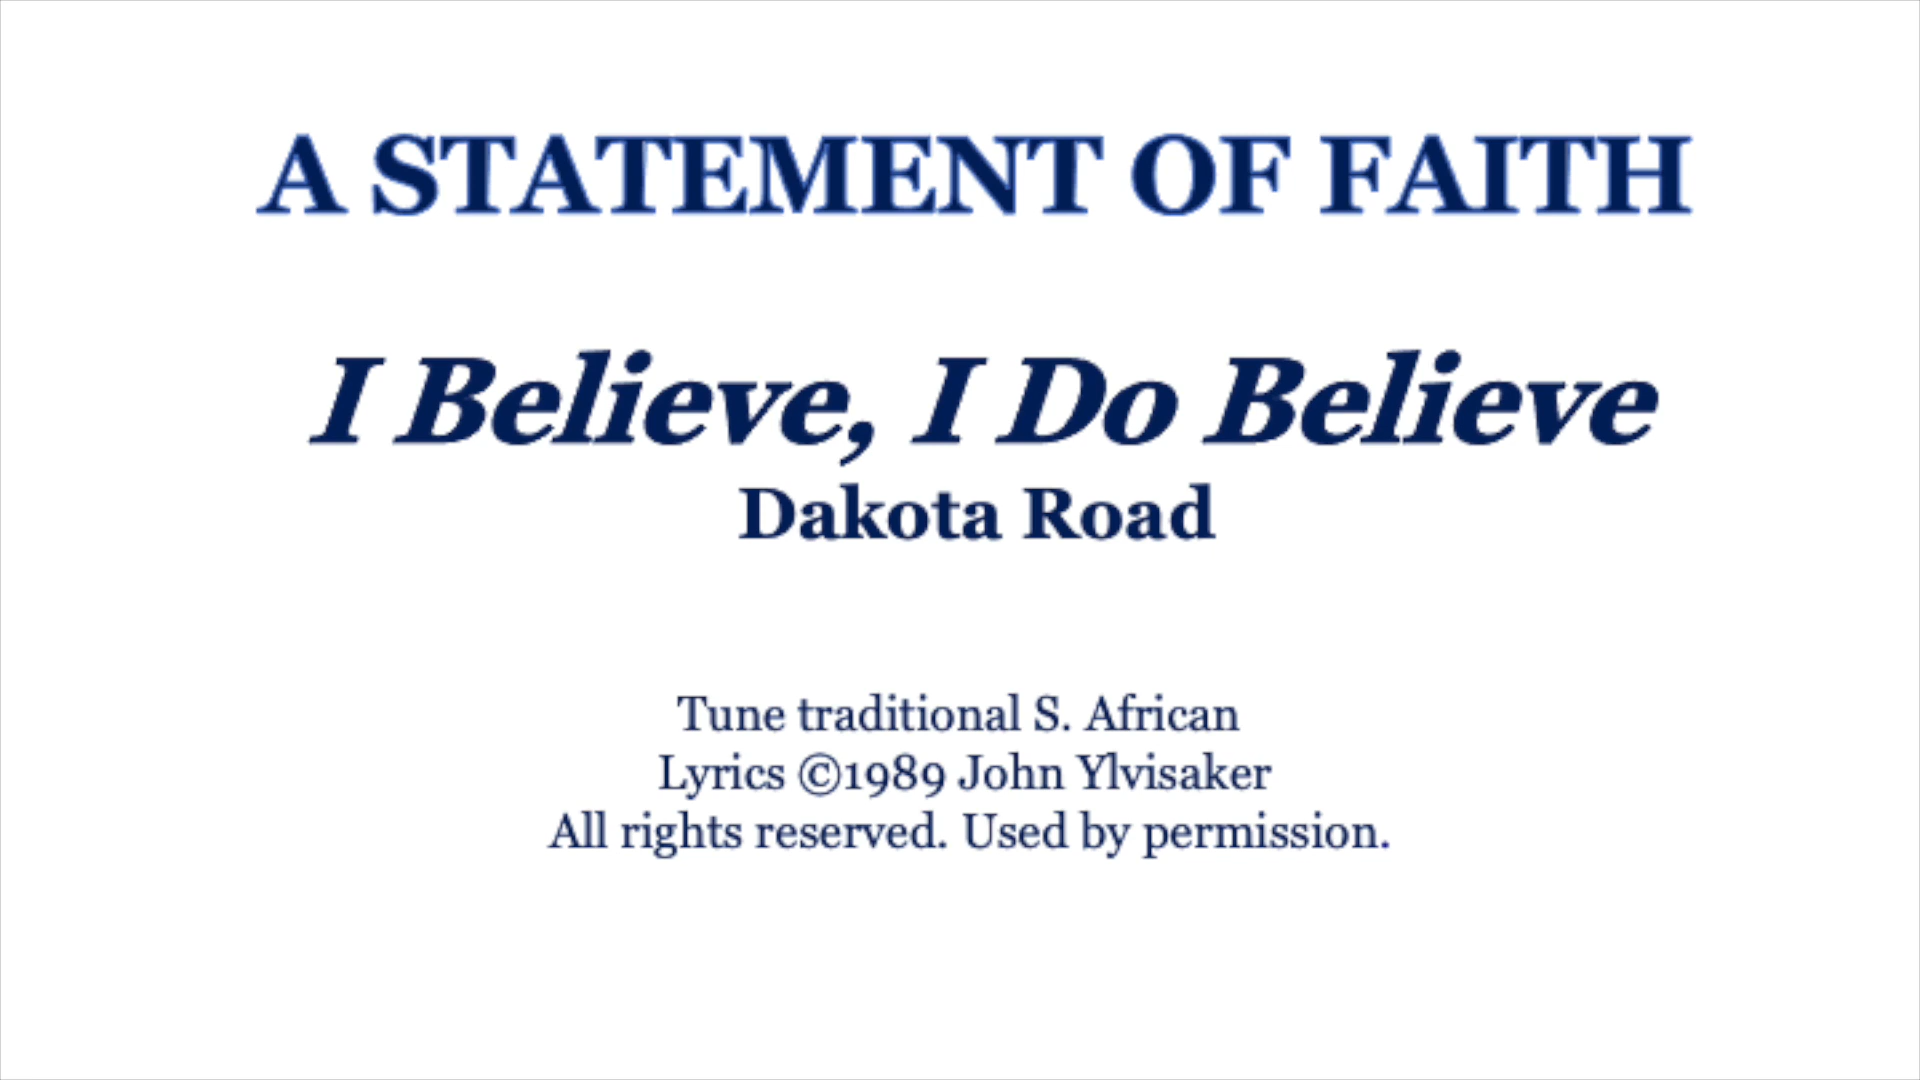 A STATEMENT OF FAITH
I Believe, I Do Believe
Dakota Road
Tune traditional S. African
Lyrics ©1989 John Ylvisaker
All rights reserved. Used by permission.